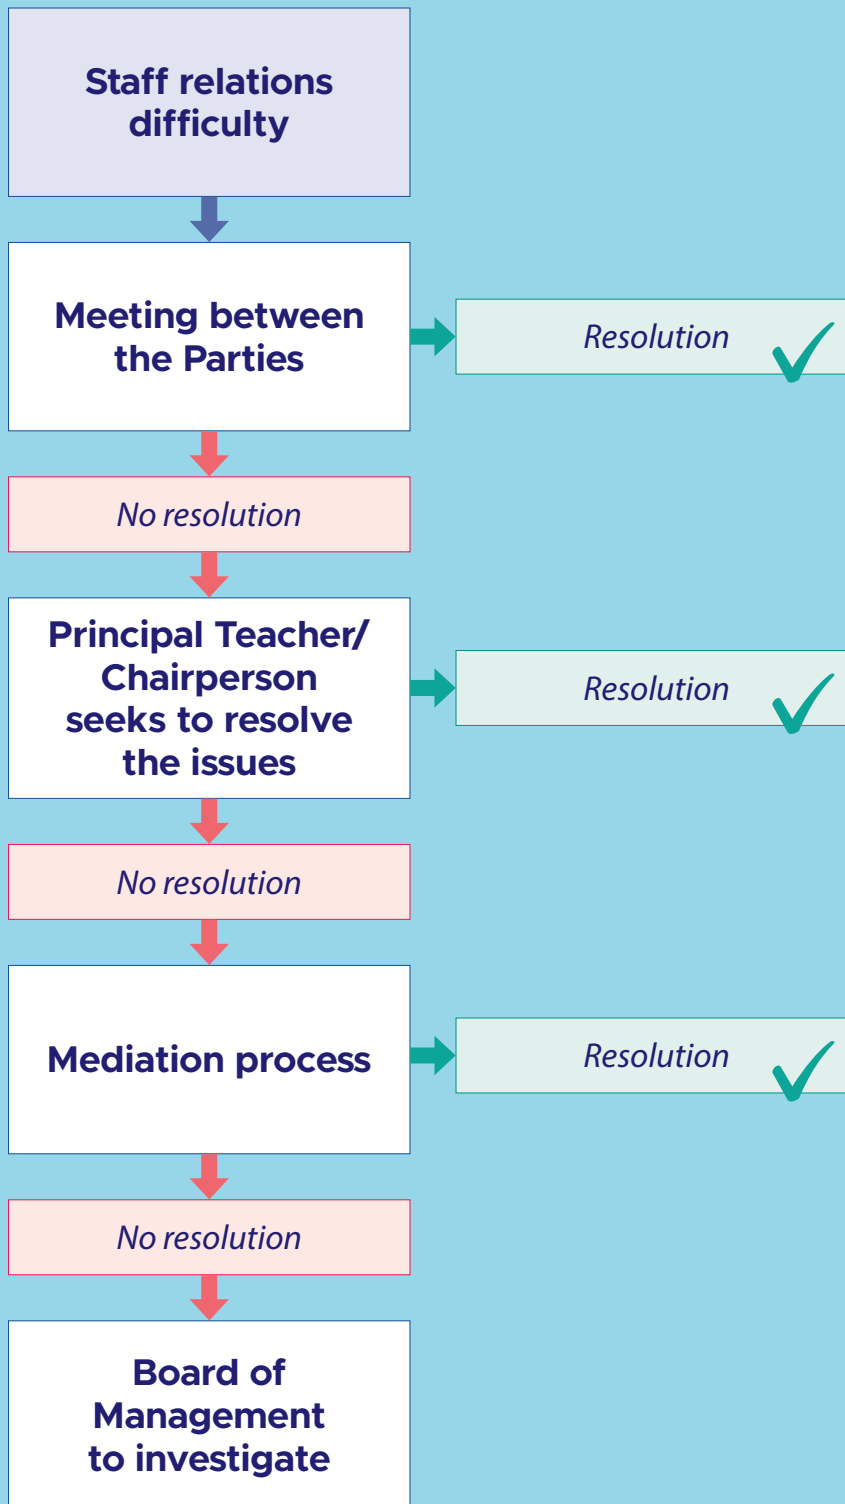 Staff relations
difficulty
Meeting between
the Parties
Resolution
No resolution
Principal Teacher/
Chairperson
seeks to resolve
the issues
Resolution
No resolution
Mediation process
Resolution
No resolution
Board of
Management
to investigate